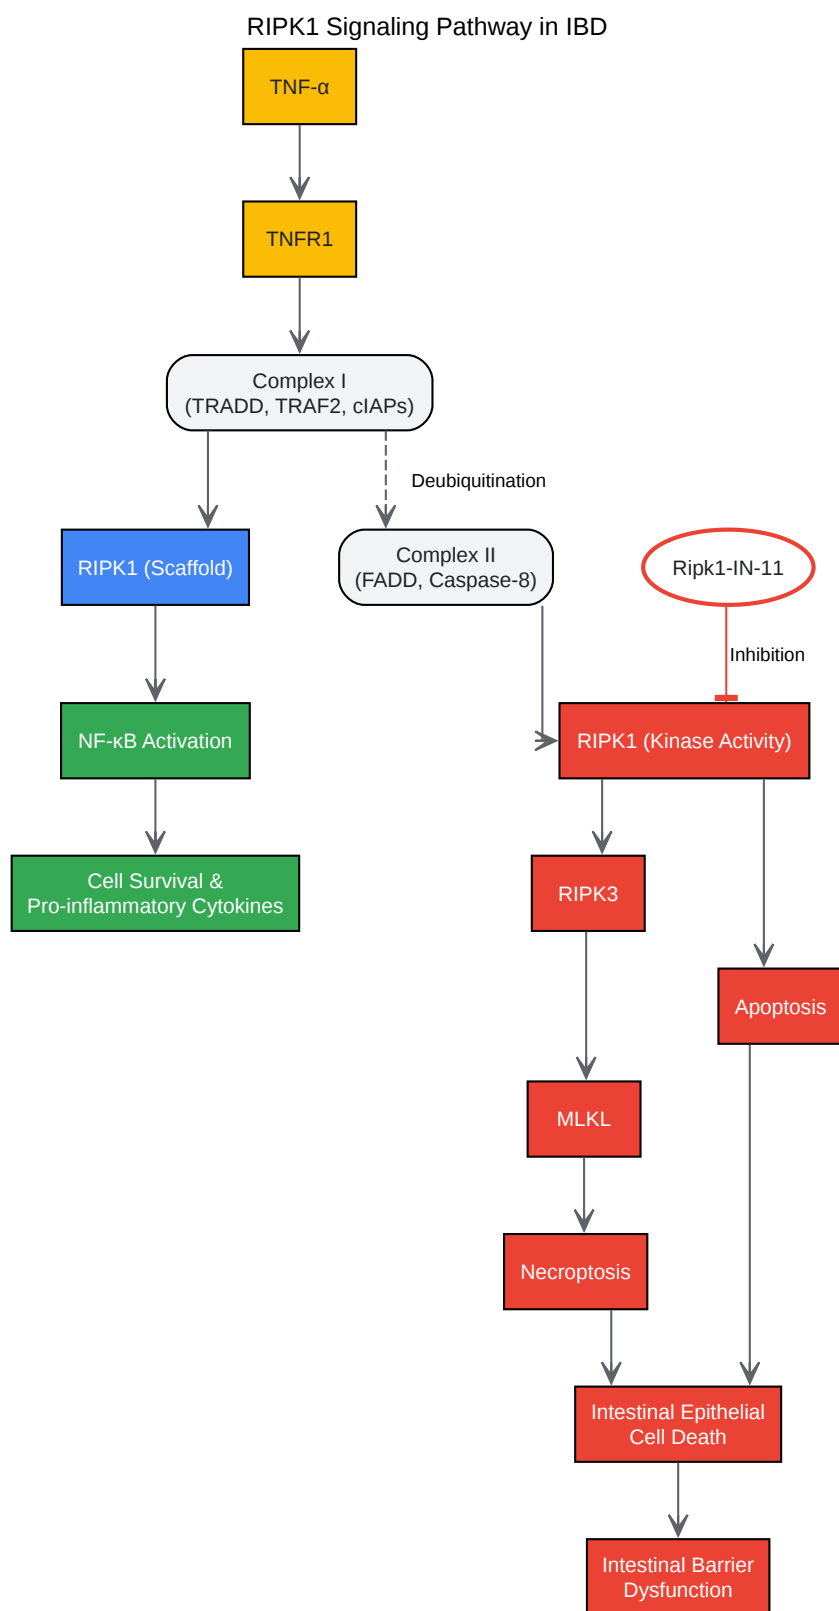 RIPK1 Signaling Pathway in IBD
TNF-α
TNFR1
Complex I
(TRADD, TRAF2, cIAPs)
Deubiquitination
RIPK1 (Scaffold)
Complex II
(FADD, Caspase-8)
Ripk1-IN-11
Inhibition
NF-κB Activation
RIPK1 (Kinase Activity)
Cell Survival &
Pro-inflammatory Cytokines
RIPK3
Apoptosis
MLKL
Necroptosis
Intestinal Epithelial
Cell Death
Intestinal Barrier
Dysfunction